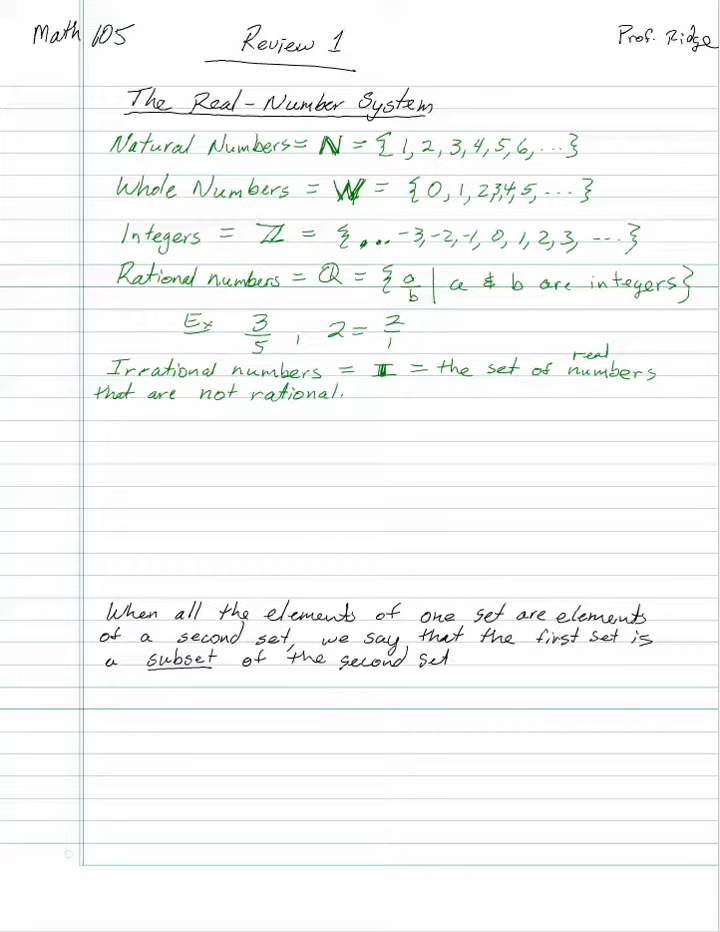 Math 105 Review 1 Prof. Ridge
The Real-Number System
Natural Numbers = ℕ = {1, 2, 3, 4, 5, 6, ...}
Whole Numbers = W = {0, 1, 2, 3, 4, 5, ...}
Integers = ℤ = {... -3, -2, -1, 0, 1, 2, 3, ...}
Rational numbers = ℚ = {a/b | a & b are integers}
Ex 3/5 , 2 = 2/1
Irrational numbers = 𝕀 = the set of real numbers
that are not rational.
When all the elements of one set are elements
of a second set, we say that the first set is
a subset of the second set